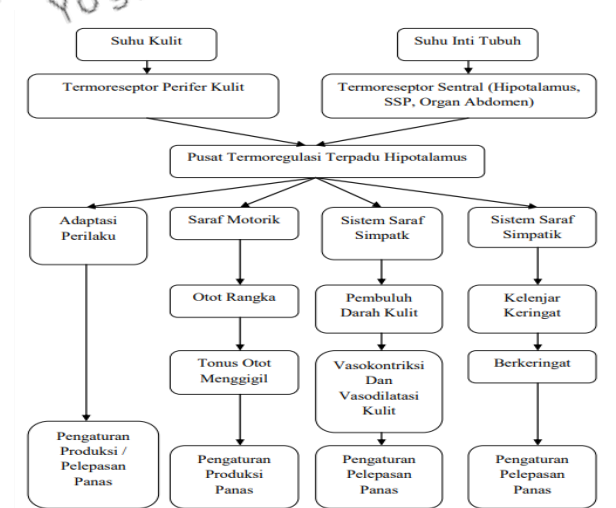 Yog
Suhu Kulit
Suhu Inti Tubuh
Termoreseptor Perifer Kulit
Termoreseptor Sentral (Hipotalamus,
SSP, Organ Abdomen)
Pusat Termoregulasi Terpadu Hipotalamus
Adaptasi
Perilaku
Saraf Motorik
Sistem Saraf
Simpatk
Sistem Saraf
Simpatik
Otot Rangka
Pembuluh
Darah Kulit
Kelenjar
Keringat
Tonus Otot
Menggigil
Vasokontriksi
Dan
Vasodilatasi
Kulit
Berkeringat
Pengaturan
Produksi /
Pelepasan
Panas
Pengaturan
Produksi
Panas
Pengaturan
Pelepasan
Panas
Pengaturan
Pelepasan
Panas